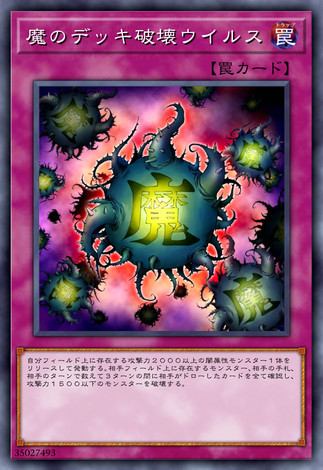 魔のデッキ破壊ウイルス
トラップ
罠
【罠カード】
魔
魔
魔
自分フィールド上に存在する攻撃力2000以上の闇属性モンスター1体を
リリースして発動する。相手フィールド上に存在するモンスター、相手の手札、
相手のターンで数えて3ターンの間に相手がドローしたカードを全て確認し、
攻撃力1500以下のモンスターを破壊する。
35027493